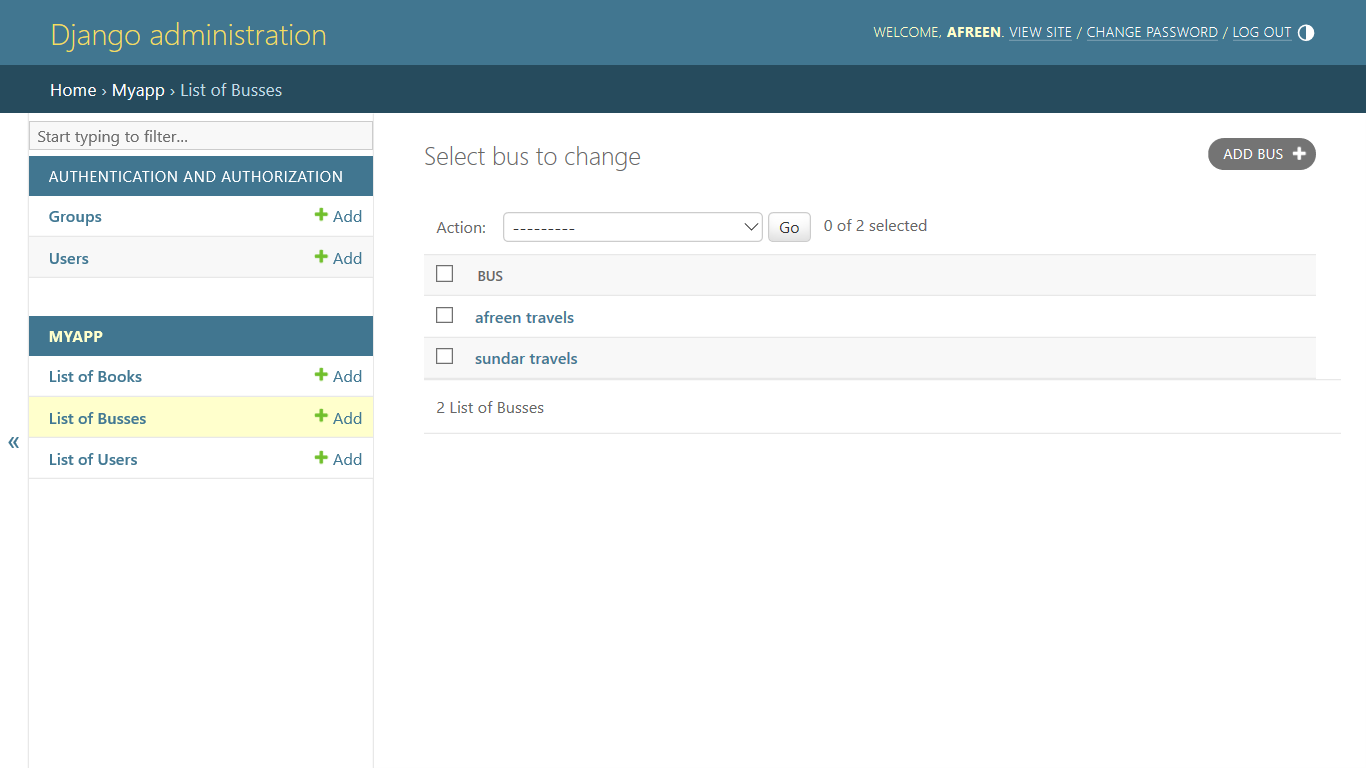 Django administration
WELCOME, AFREEN. VIEW SITE / CHANGE PASSWORD / LOG OUT
Home › Myapp › List of Busses
Start typing to filter...
AUTHENTICATION AND AUTHORIZATION
Groups + Add
Users + Add
MYAPP
List of Books + Add
List of Busses + Add
List of Users + Add
«
Select bus to change
ADD BUS +
Action: --------- Go 0 of 2 selected
BUS
afreen travels
sundar travels
2 List of Busses